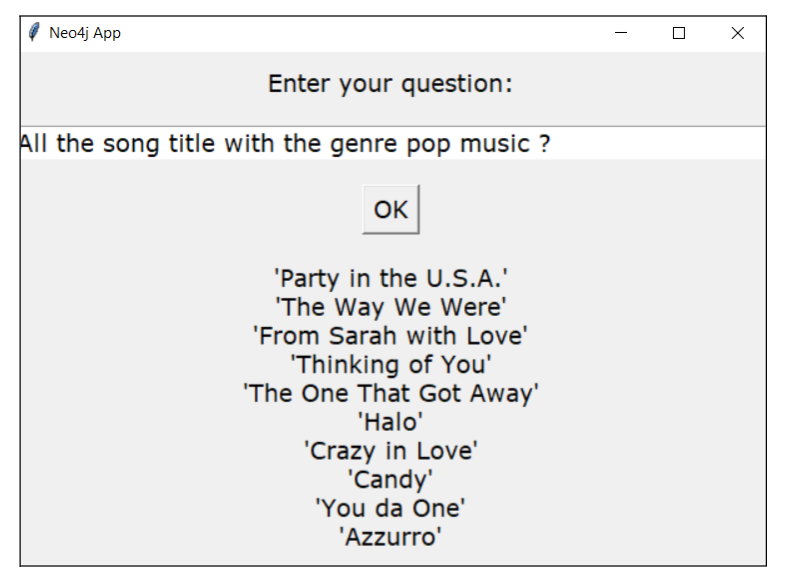 Neo4j App
Enter your question:
All the song title with the genre pop music ?
OK
'Party in the U.S.A.'
'The Way We Were'
'From Sarah with Love'
'Thinking of You'
'The One That Got Away'
'Halo'
'Crazy in Love'
'Candy'
'You da One'
'Azzurro'